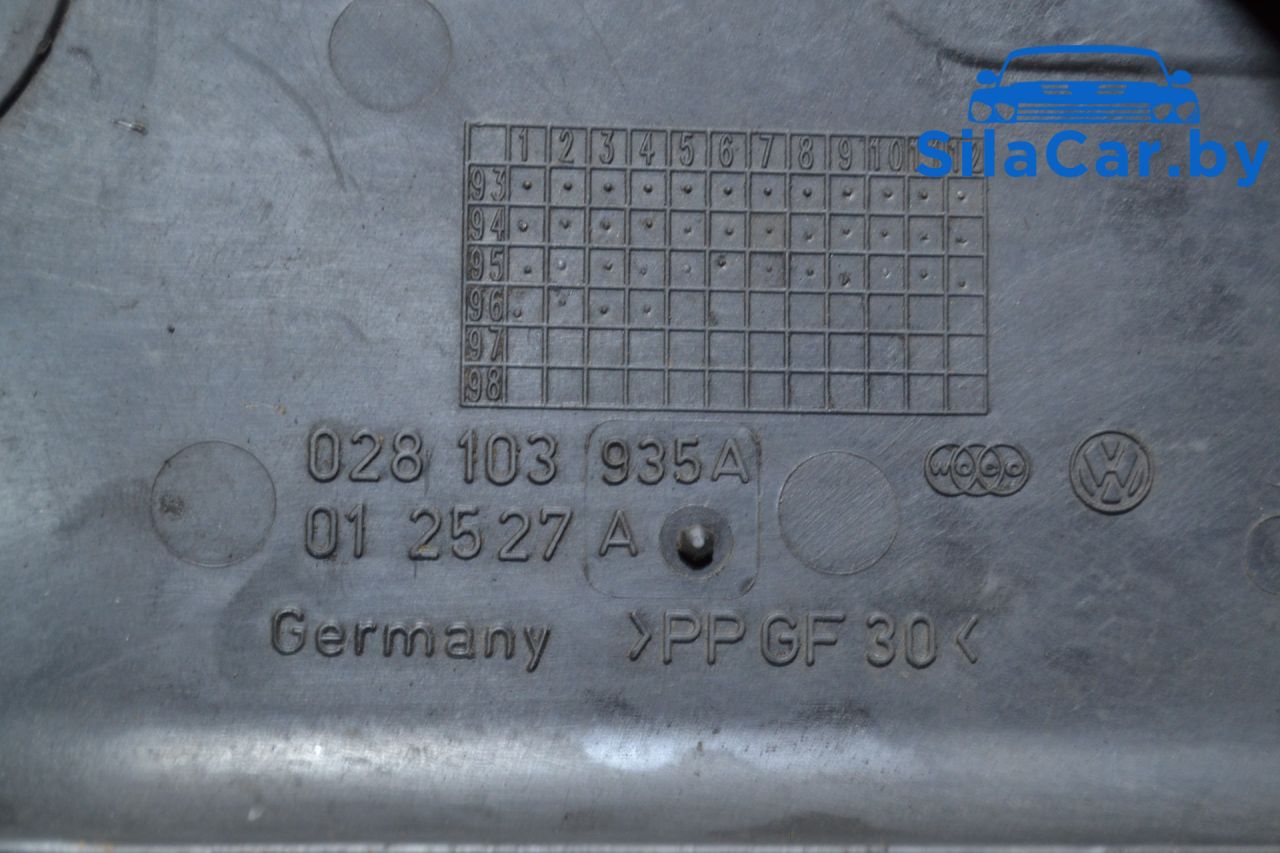 SilaCar.by
1 2 3 4 5 6 7 8 9 10 11 12
93
94
95
96
97
98
028 103 935A
WOCO
01 2527 A
Germany >PP GF 30<